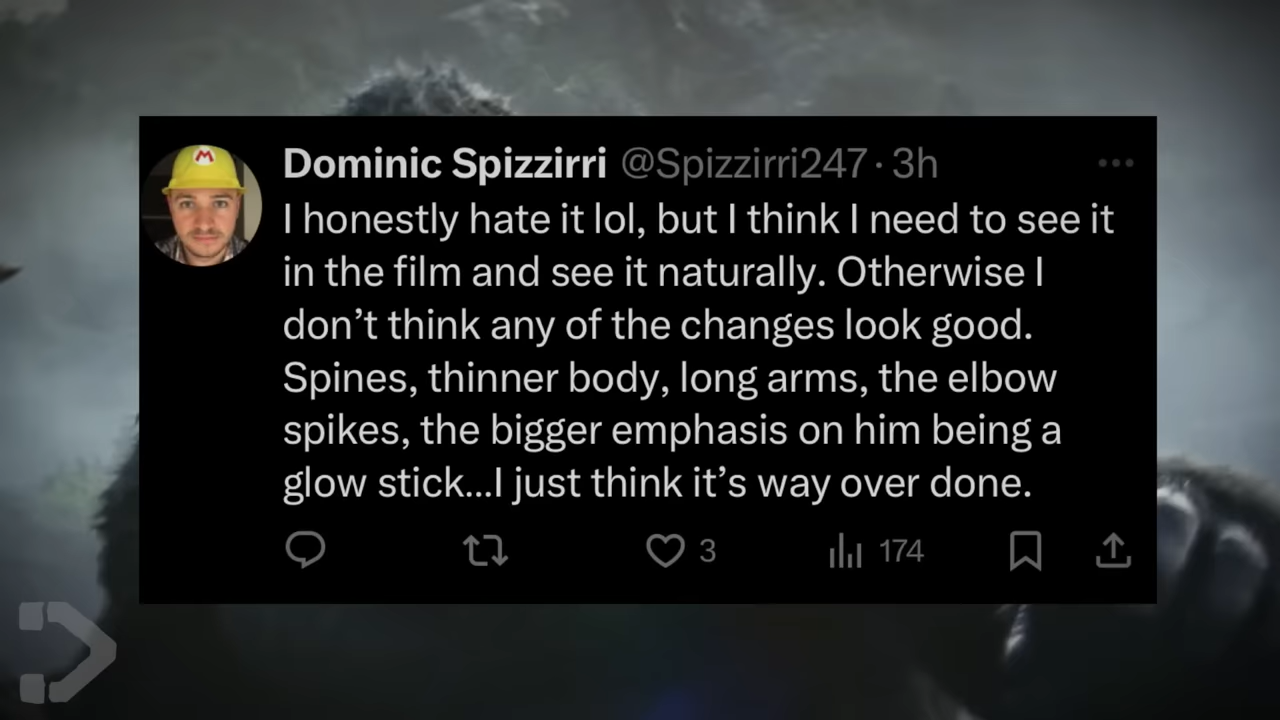 Dominic Spizzirri @Spizzirri247 · 3h
I honestly hate it lol, but I think I need to see it
in the film and see it naturally. Otherwise I
don’t think any of the changes look good.
Spines, thinner body, long arms, the elbow
spikes, the bigger emphasis on him being a
glow stick...I just think it’s way over done.
3 174